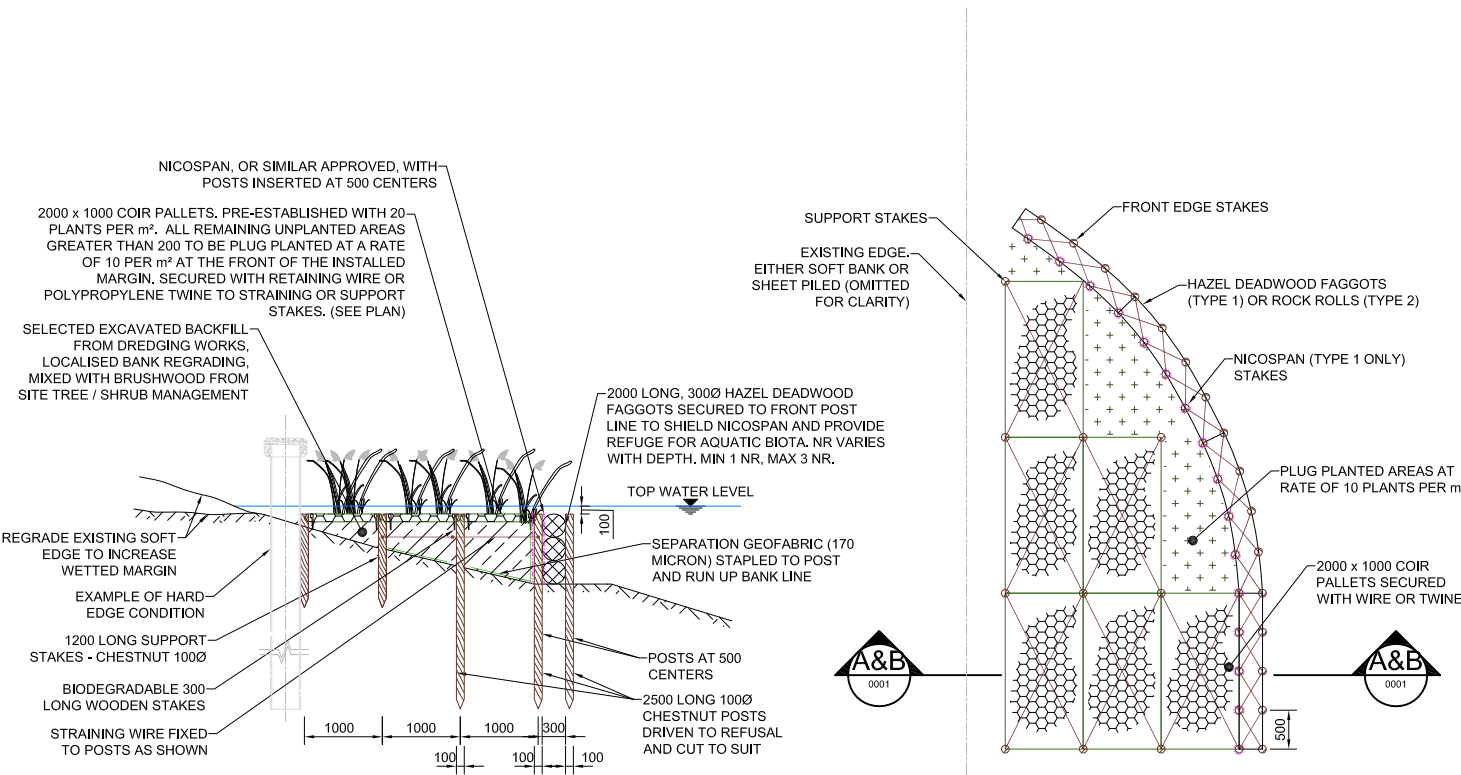 NICOSPAN, OR SIMILAR APPROVED, WITH
POSTS INSERTED AT 500 CENTERS
2000 x 1000 COIR PALLETS. PRE-ESTABLISHED WITH 20
PLANTS PER m². ALL REMAINING UNPLANTED AREAS
GREATER THAN 200 TO BE PLUG PLANTED AT A RATE
OF 10 PER m² AT THE FRONT OF THE INSTALLED
MARGIN. SECURED WITH RETAINING WIRE OR
POLYPROPYLENE TWINE TO STRAINING OR SUPPORT
STAKES. (SEE PLAN)
SELECTED EXCAVATED BACKFILL
FROM DREDGING WORKS,
LOCALISED BANK REGRADING,
MIXED WITH BRUSHWOOD FROM
SITE TREE / SHRUB MANAGEMENT
2000 LONG, 300Ø HAZEL DEADWOOD
FAGGOTS SECURED TO FRONT POST
LINE TO SHIELD NICOSPAN AND PROVIDE
REFUGE FOR AQUATIC BIOTA. NR VARIES
WITH DEPTH. MIN 1 NR, MAX 3 NR.
TOP WATER LEVEL
100
REGRADE EXISTING SOFT
EDGE TO INCREASE
WETTED MARGIN
SEPARATION GEOFABRIC (170
MICRON) STAPLED TO POST
AND RUN UP BANK LINE
EXAMPLE OF HARD
EDGE CONDITION
1200 LONG SUPPORT
STAKES - CHESTNUT 100Ø
POSTS AT 500
CENTERS
BIODEGRADABLE 300
LONG WOODEN STAKES
2500 LONG 100Ø
CHESTNUT POSTS
DRIVEN TO REFUSAL
AND CUT TO SUIT
STRAINING WIRE FIXED
TO POSTS AS SHOWN
1000
1000
1000
300
100
100
100
SUPPORT STAKES
FRONT EDGE STAKES
EXISTING EDGE.
EITHER SOFT BANK OR
SHEET PILED (OMITTED
FOR CLARITY)
HAZEL DEADWOOD FAGGOTS
(TYPE 1) OR ROCK ROLLS (TYPE 2)
NICOSPAN (TYPE 1 ONLY)
STAKES
PLUG PLANTED AREAS AT
RATE OF 10 PLANTS PER m
2000 x 1000 COIR
PALLETS SECURED
WITH WIRE OR TWINE
A&B
0001
A&B
0001
500